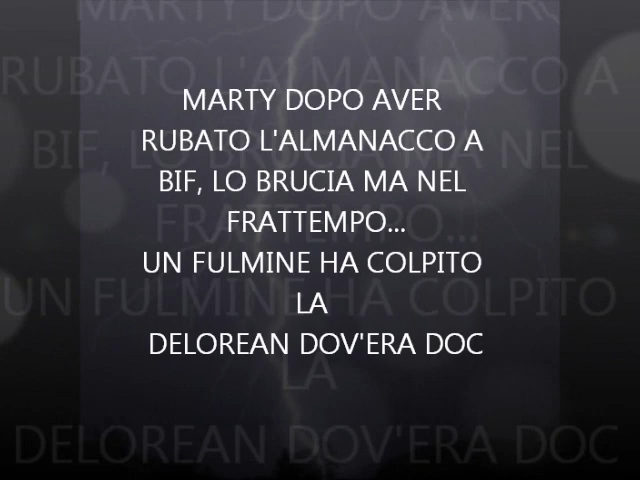 MARTY DOPO AVER
RUBATO L'ALMANACCO A
BIF, LO BRUCIA MA NEL
FRATTEMPO...
UN FULMINE HA COLPITO
LA
DELOREAN DOV'ERA DOC